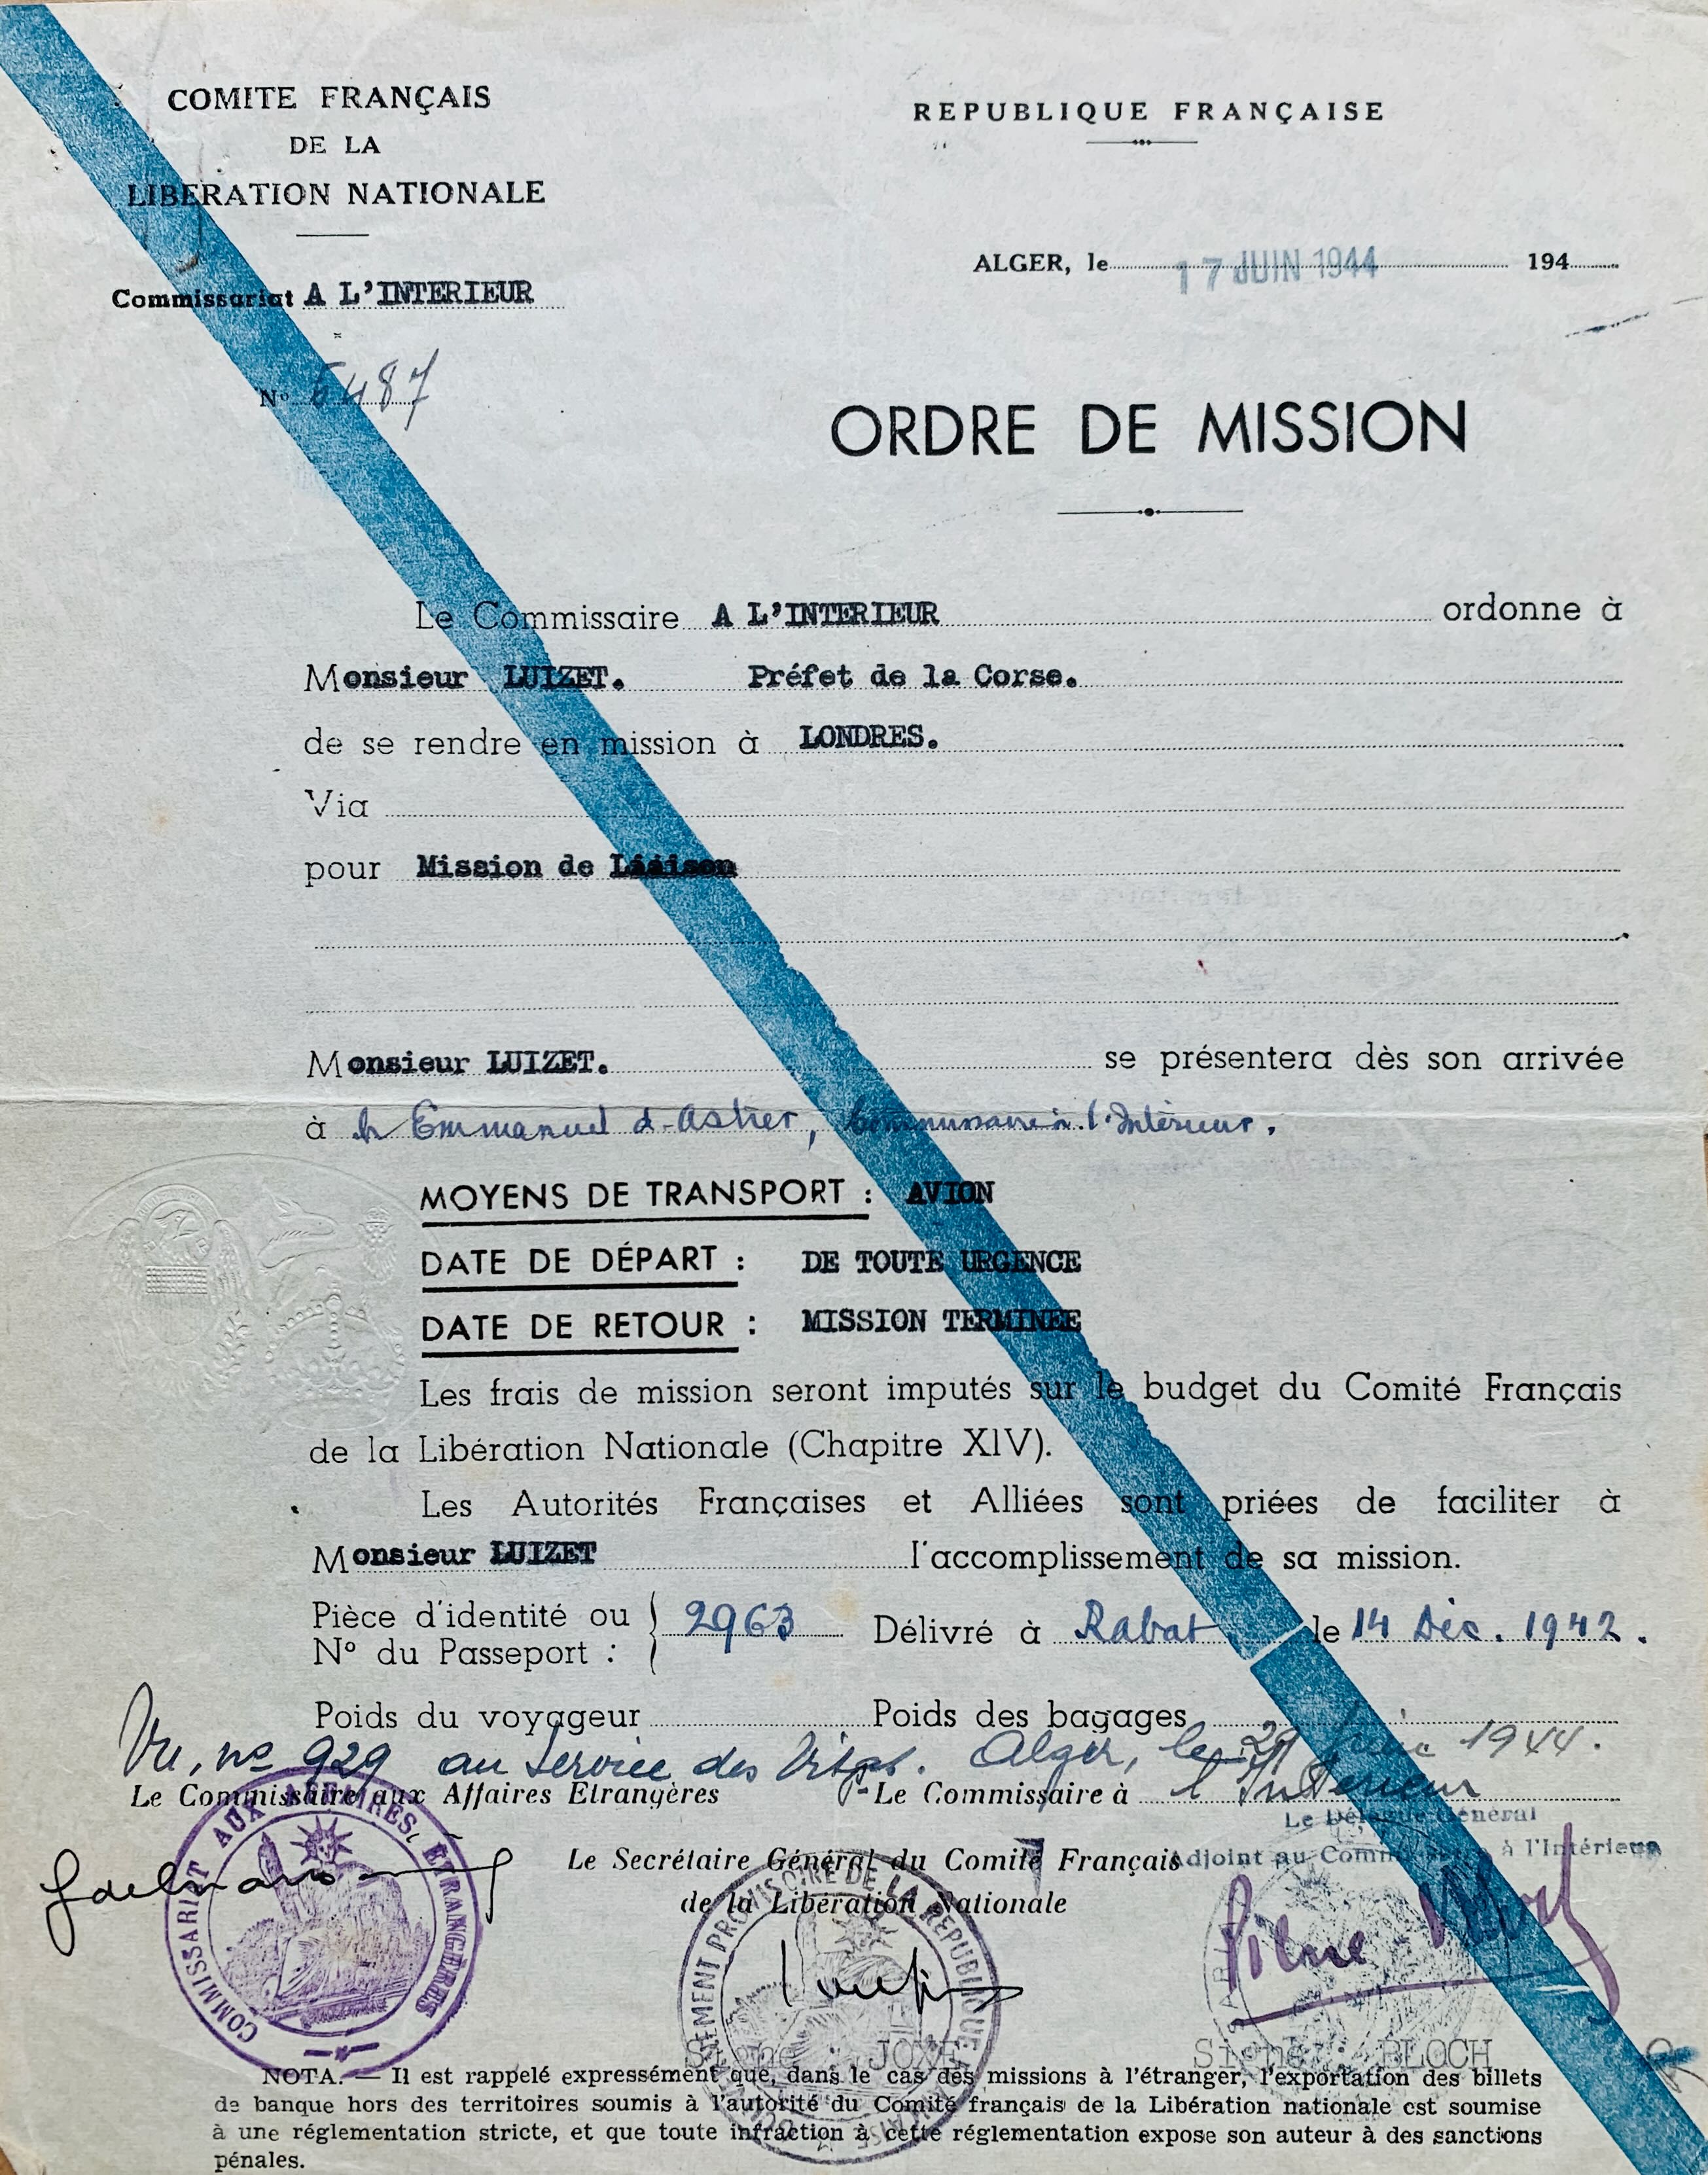 COMITE FRANÇAIS
DE LA
LIBERATION NATIONALE
REPUBLIQUE FRANÇAISE
ALGER, le 17 JUIN 1944 194
Commissariat A L'INTERIEUR
N° 6487
ORDRE DE MISSION
Le Commissaire A L'INTERIEUR ordonne à
Monsieur LUIZET. Préfet de la Corse.
de se rendre en mission à LONDRES.
Via
pour Mission de Liaison
Monsieur LUIZET. se présentera dès son arrivée
à M Emmanuel d'Astier, Commissaire à l'Intérieur.
MOYENS DE TRANSPORT : AVION
DATE DE DÉPART : DE TOUTE URGENCE
DATE DE RETOUR : MISSION TERMINEE
Les frais de mission seront imputés sur le budget du Comité Français
de la Libération Nationale (Chapitre XIV).
Les Autorités Françaises et Alliées sont priées de faciliter à
Monsieur LUIZET l'accomplissement de sa mission.
Pièce d'identité ou
N° du Passeport : 2963 Délivré à Rabat le 14 Déc. 1942.
Poids du voyageur Poids des bagages
Vu, n° 929 au Service des Visas. Alger, le 1944.
Le Commissaire aux Affaires Etrangères Le Commissaire à l'Intérieur
Le Délégué Général
Adjoint au Commissaire à l'Intérieur
Le Secrétaire Général du Comité Français
de la Libération Nationale
COMMISSARIAT AUX AFFAIRES ETRANGÈRES
GOUVERNEMENT PROVISOIRE DE LA REPUBLIQUE FRANÇAISE
Pierre Bloch
Signé : JOXE
Signé : BLOCH
NOTA. — Il est rappelé expressément que, dans le cas des missions à l'étranger, l'exportation des billets
de banque hors des territoires soumis à l'autorité du Comité français de la Libération nationale est soumise
à une réglementation stricte, et que toute infraction à cette réglementation expose son auteur à des sanctions
pénales.